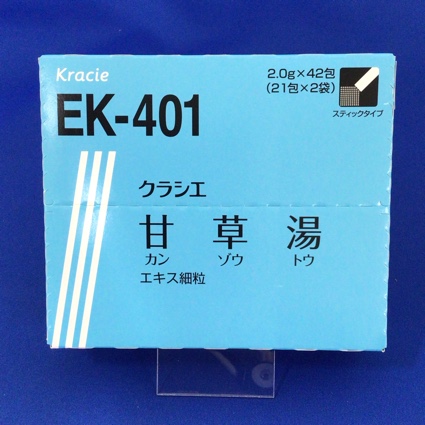 Kracie
EK-401
2.0g×42包
(21包×2袋)
スティックタイプ
クラシエ
甘草湯
カンゾウトウ
エキス細粒